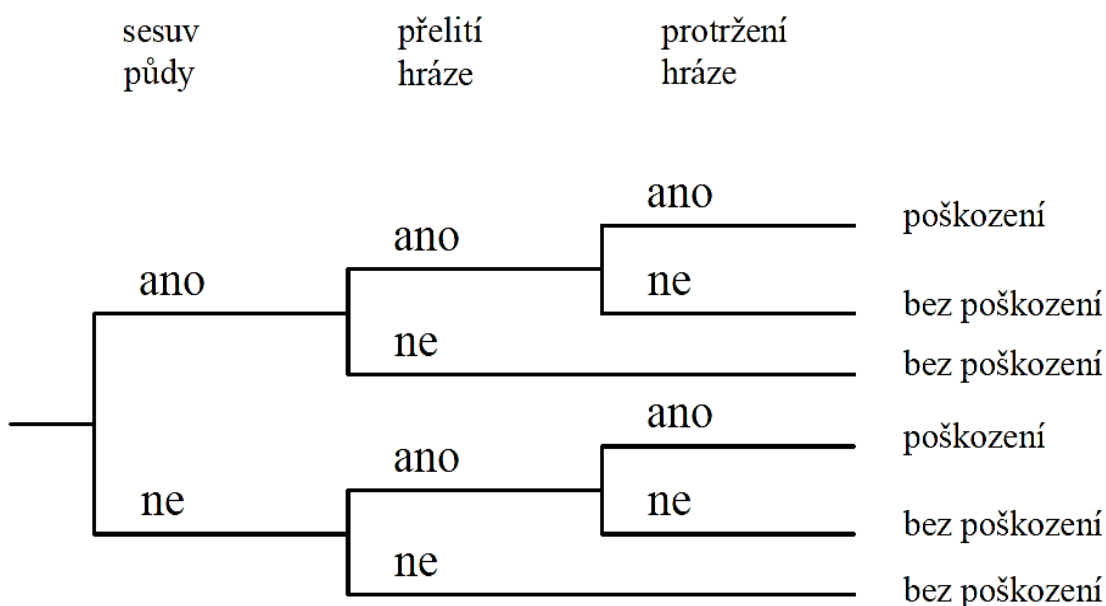 sesuv
půdy
přelití
hráze
protržení
hráze
ano
poškození
ano
ne
ano
bez poškození
ne
bez poškození
ano
poškození
ano
ne
ne
bez poškození
ne
bez poškození